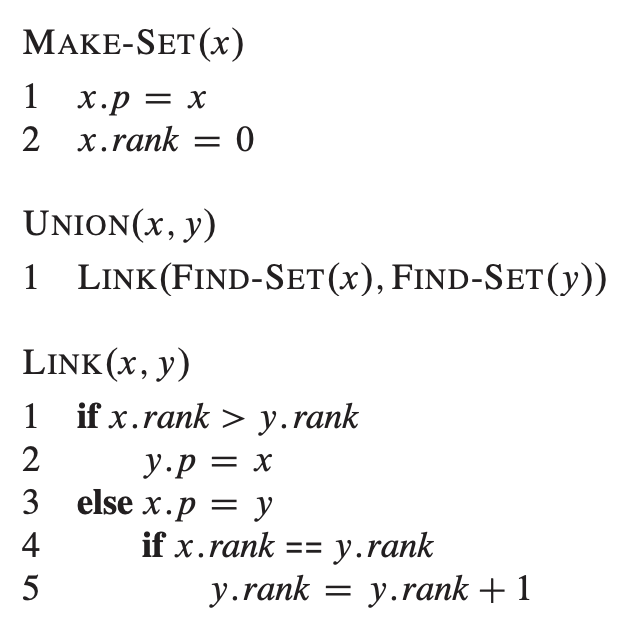 MAKE-SET(x)
1 x.p = x
2 x.rank = 0
UNION(x, y)
1 LINK(FIND-SET(x), FIND-SET(y))
LINK(x, y)
1 if x.rank > y.rank
2 y.p = x
3 else x.p = y
4 if x.rank == y.rank
5 y.rank = y.rank + 1